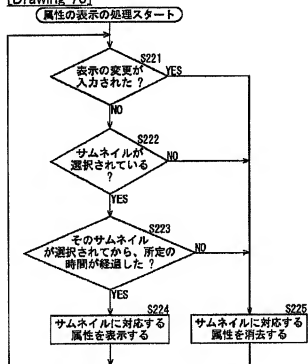 [Drawing 70]
属性の表示の処理スタート
S221
表示の変更が
入力された？
YES
NO
S222
サムネイルが
選択されている
？
NO
YES
S223
そのサムネイル
が選択されてから、所定の
時間が経過した？
NO
YES
S224
サムネイルに対応する
属性を表示する
S225
サムネイルに対応する
属性を消去する